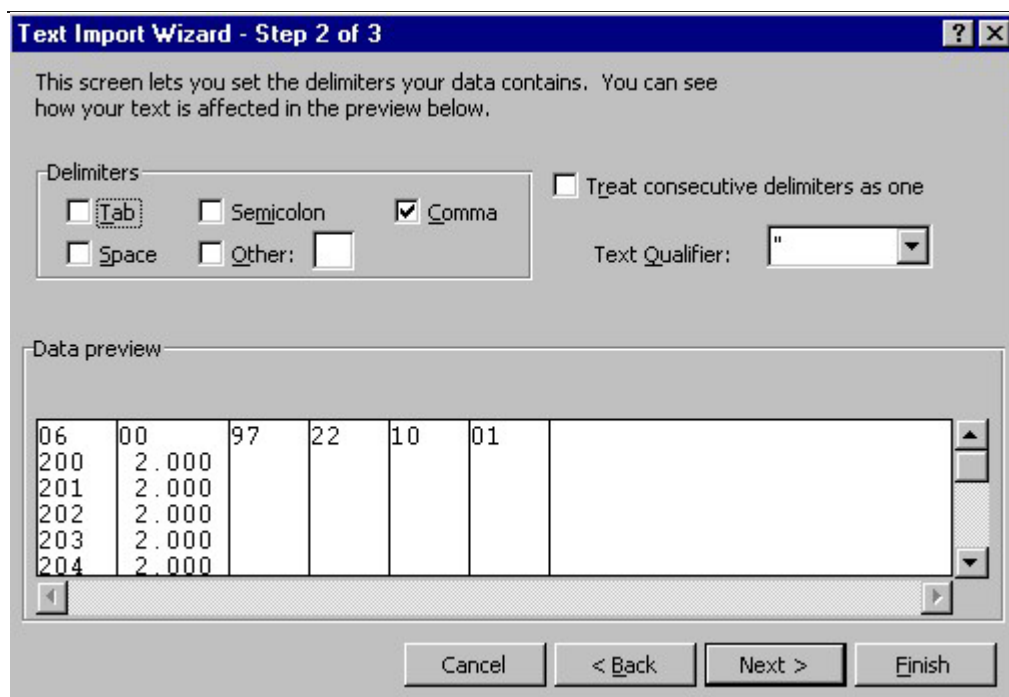 Text Import Wizard - Step 2 of 3
This screen lets you set the delimiters your data contains.  You can see
how your text is affected in the preview below.
Delimiters
Tab Semicolon Comma
Space Other:
Treat consecutive delimiters as one
Text Qualifier: "
Data preview
06 00 97 22 10 01
200 2.000
201 2.000
202 2.000
203 2.000
204 2.000
Cancel < Back Next > Finish